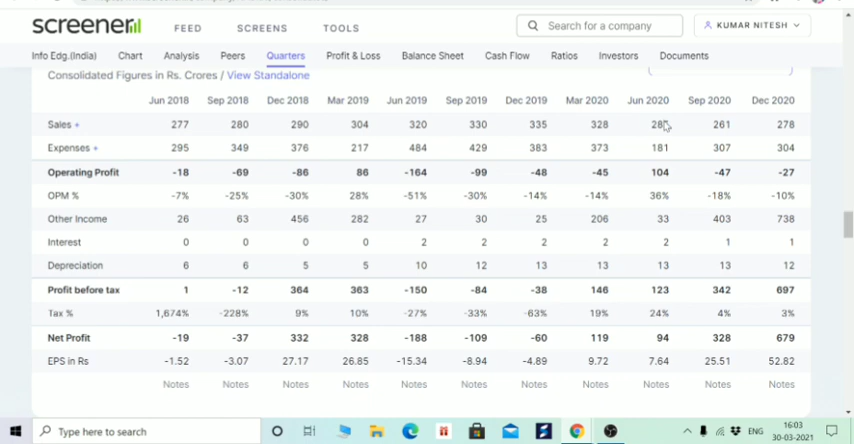 screener
FEED SCREENS TOOLS Search for a company KUMAR NITESH
Info Edg.(India) Chart Analysis Peers Quarters Profit & Loss Balance Sheet Cash Flow Ratios Investors Documents
Consolidated Figures in Rs. Crores / View Standalone
Jun 2018 Sep 2018 Dec 2018 Mar 2019 Jun 2019 Sep 2019 Dec 2019 Mar 2020 Jun 2020 Sep 2020 Dec 2020
Sales + 277 280 290 304 320 330 335 328 261 278
Expenses + 295 349 376 217 484 429 383 373 181 307 304
Operating Profit -18 -69 -86 86 -164 -99 -48 -45 104 -47 -27
OPM % -7% -25% -30% 28% -51% -30% -14% -14% 36% -18% -10%
Other Income 26 63 456 282 27 30 25 206 33 403 738
Interest 0 0 0 0 2 2 2 2 2 1 1
Depreciation 6 6 5 5 10 12 13 13 13 13 12
Profit before tax 1 -12 364 363 -150 -84 -38 146 123 342 697
Tax % 1,674% -228% 9% 10% -27% -33% -63% 19% 24% 4% 3%
Net Profit -19 -37 332 328 -188 -109 -60 119 94 328 679
EPS in Rs -1.52 -3.07 27.17 26.85 -15.34 -8.94 -4.89 9.72 7.64 25.51 52.82
Notes Notes Notes Notes Notes Notes Notes Notes Notes Notes Notes
Type here to search ENG 16:03
30-03-2021